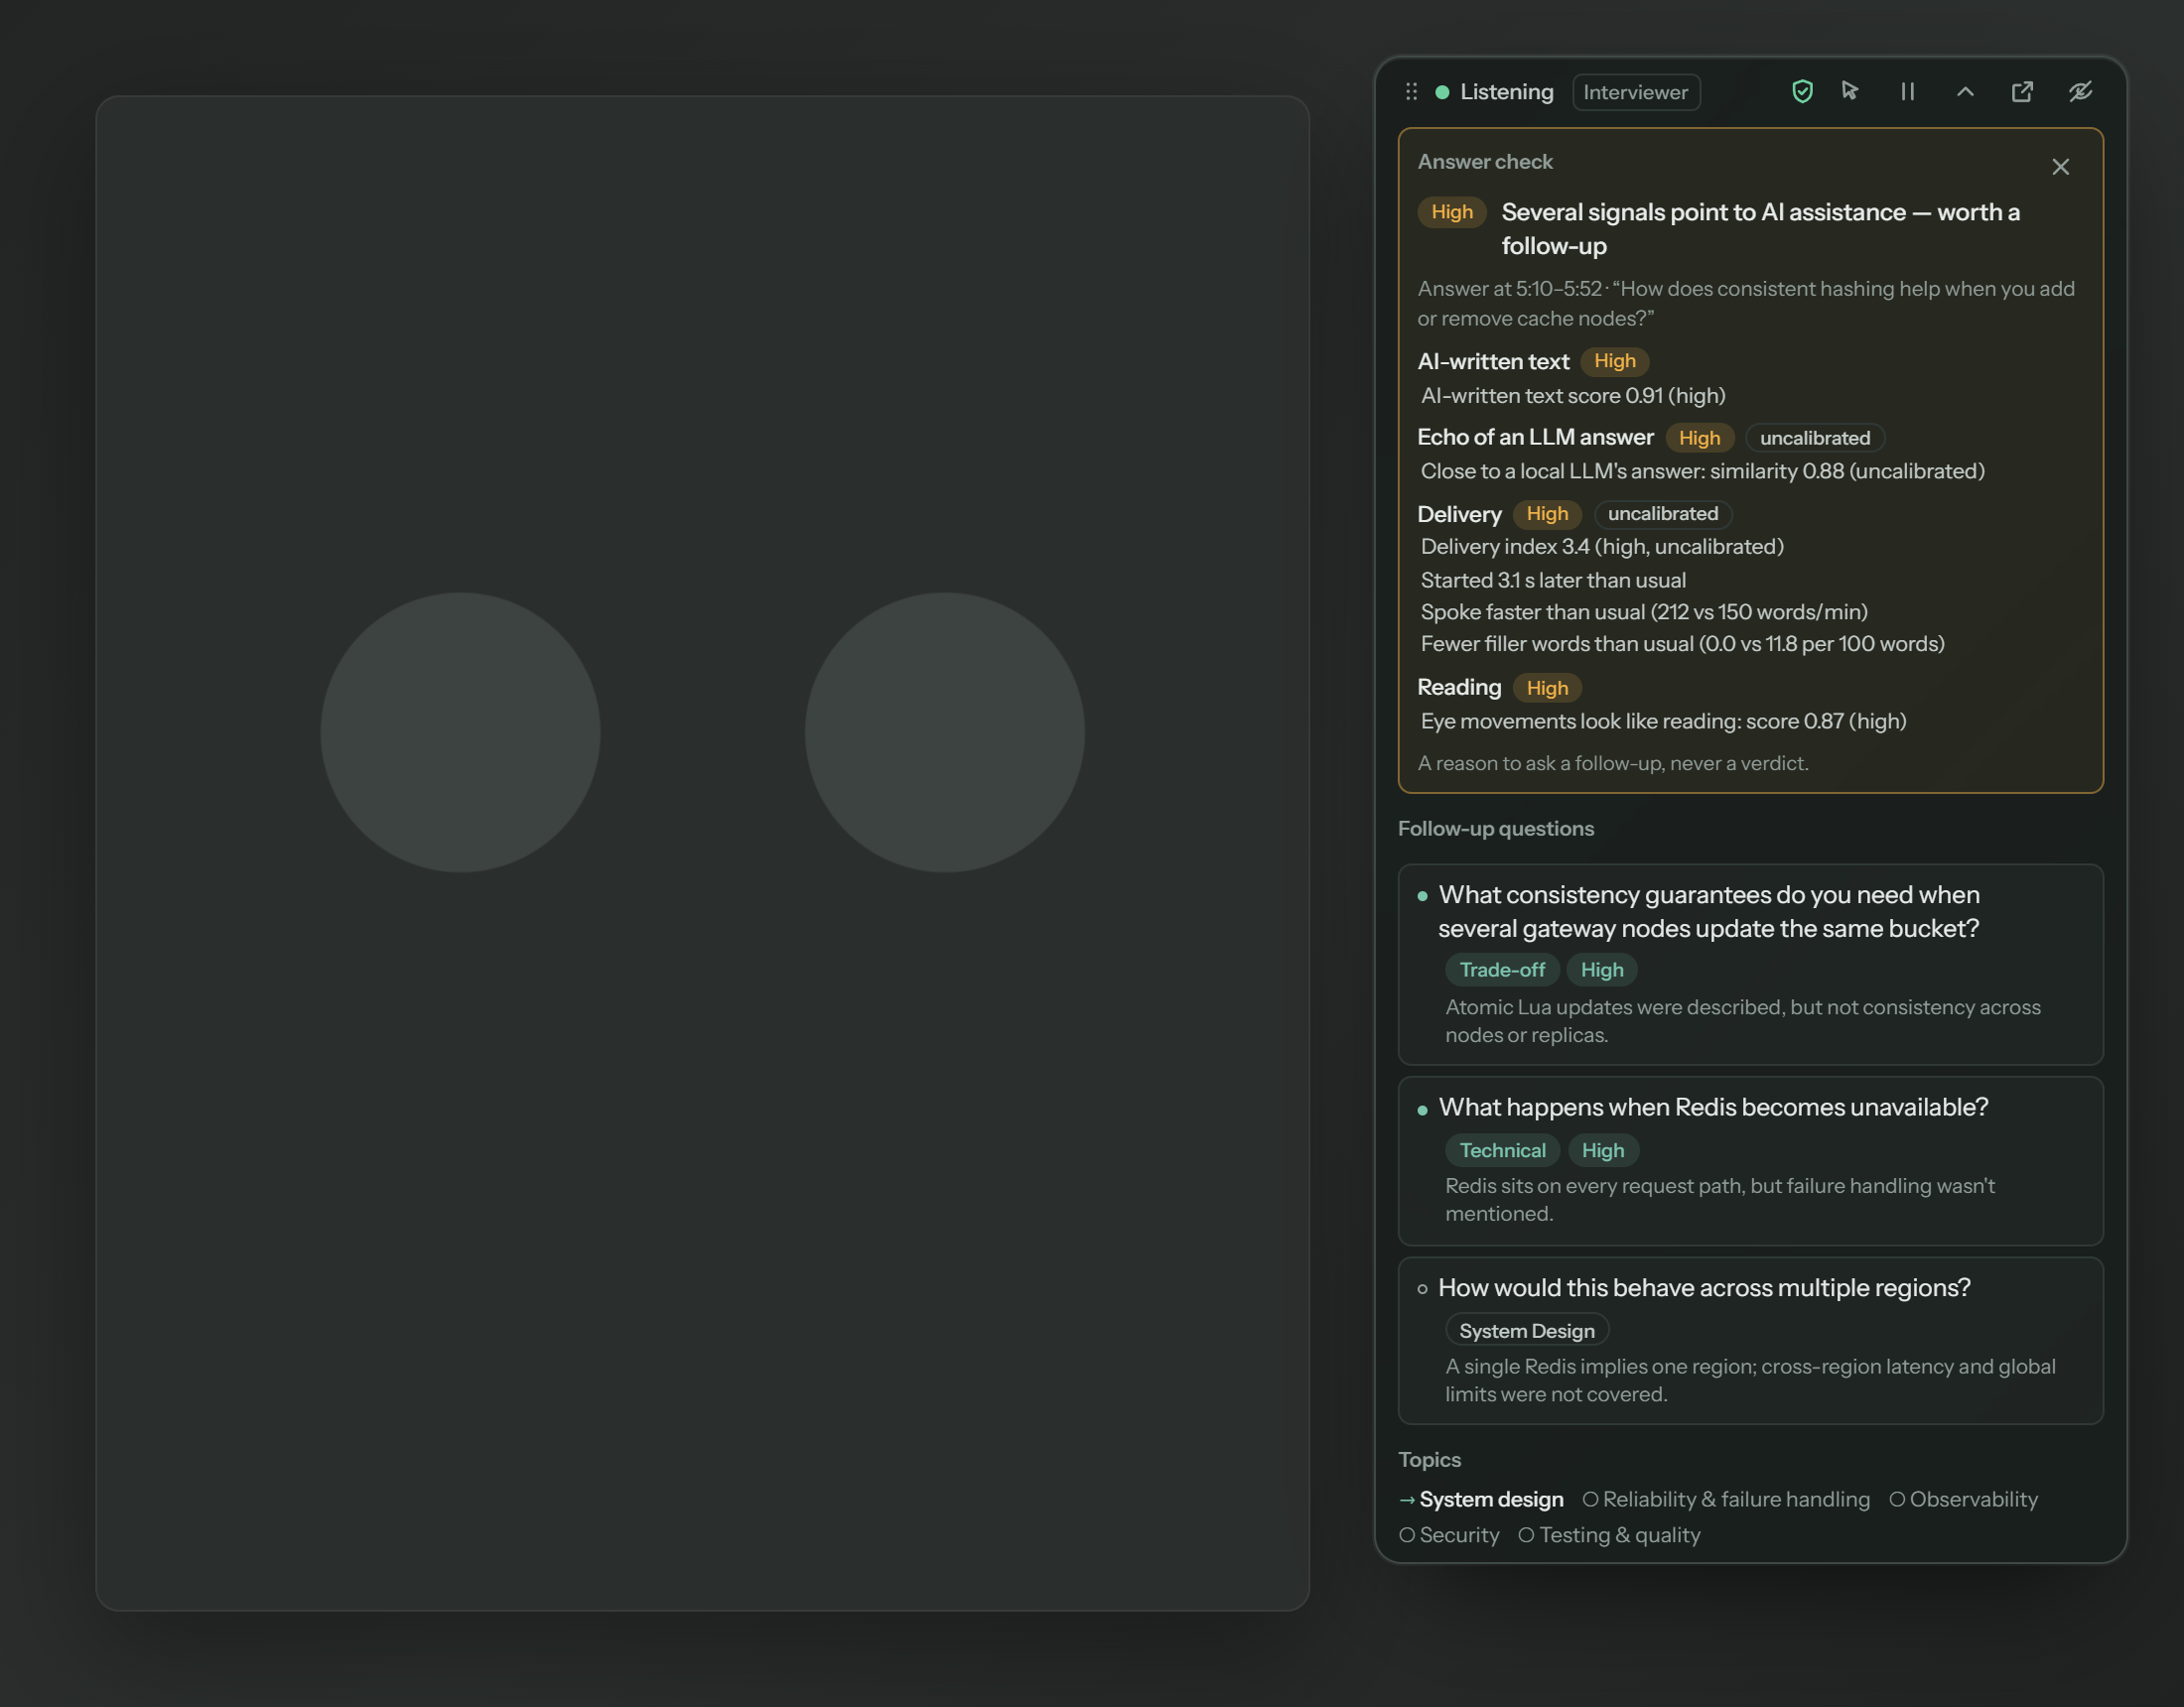 Listening Interviewer
Answer check
High Several signals point to AI assistance — worth a
follow-up
Answer at 5:10–5:52 · “How does consistent hashing help when you add
or remove cache nodes?”
AI-written text High
AI-written text score 0.91 (high)
Echo of an LLM answer High uncalibrated
Close to a local LLM's answer: similarity 0.88 (uncalibrated)
Delivery High uncalibrated
Delivery index 3.4 (high, uncalibrated)
Started 3.1 s later than usual
Spoke faster than usual (212 vs 150 words/min)
Fewer filler words than usual (0.0 vs 11.8 per 100 words)
Reading High
Eye movements look like reading: score 0.87 (high)
A reason to ask a follow-up, never a verdict.
Follow-up questions
What consistency guarantees do you need when
several gateway nodes update the same bucket?
Trade-off High
Atomic Lua updates were described, but not consistency across
nodes or replicas.
What happens when Redis becomes unavailable?
Technical High
Redis sits on every request path, but failure handling wasn't
mentioned.
How would this behave across multiple regions?
System Design
A single Redis implies one region; cross-region latency and global
limits were not covered.
Topics
→ System design ○ Reliability & failure handling ○ Observability
○ Security ○ Testing & quality